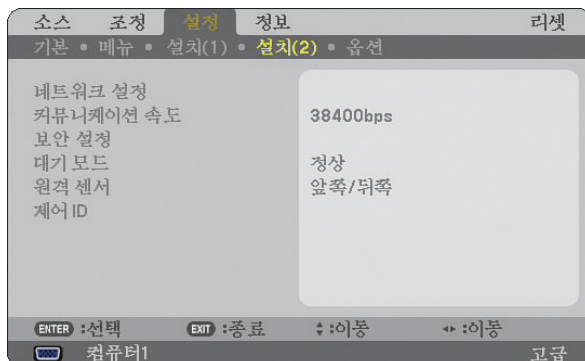 소스 조정 설정 정보 리셋
기본 • 메뉴 • 설치(1) • 설치(2) • 옵션
네트워크 설정
커뮤니케이션 속도 38400bps
보안 설정
대기 모드 정상
원격 센서 앞쪽/뒤쪽
제어 ID
ENTER :선택 EXIT :종료 :이동 :이동
컴퓨터1 고급